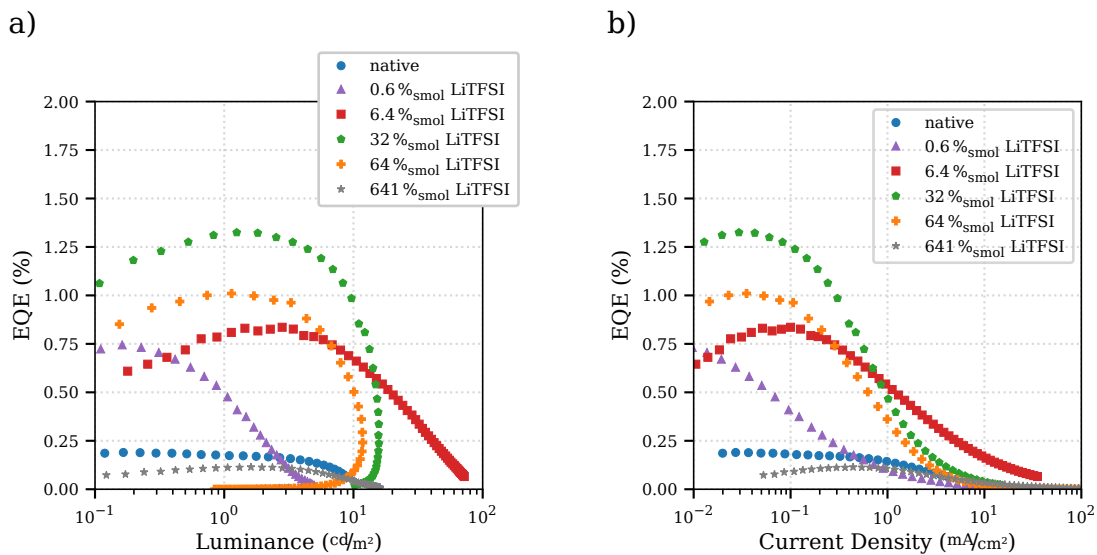 a)
native
0.6 %smol LiTFSI
6.4 %smol LiTFSI
32 %smol LiTFSI
64 %smol LiTFSI
641 %smol LiTFSI
2.00
1.75
1.50
1.25
1.00
0.75
0.50
0.25
0.00
EQE (%)
10⁻¹ 10⁰ 10¹ 10²
Luminance (cd/m²)
b)
native
0.6 %smol LiTFSI
6.4 %smol LiTFSI
32 %smol LiTFSI
64 %smol LiTFSI
641 %smol LiTFSI
2.00
1.75
1.50
1.25
1.00
0.75
0.50
0.25
0.00
EQE (%)
10⁻² 10⁻¹ 10⁰ 10¹ 10²
Current Density (mA/cm²)